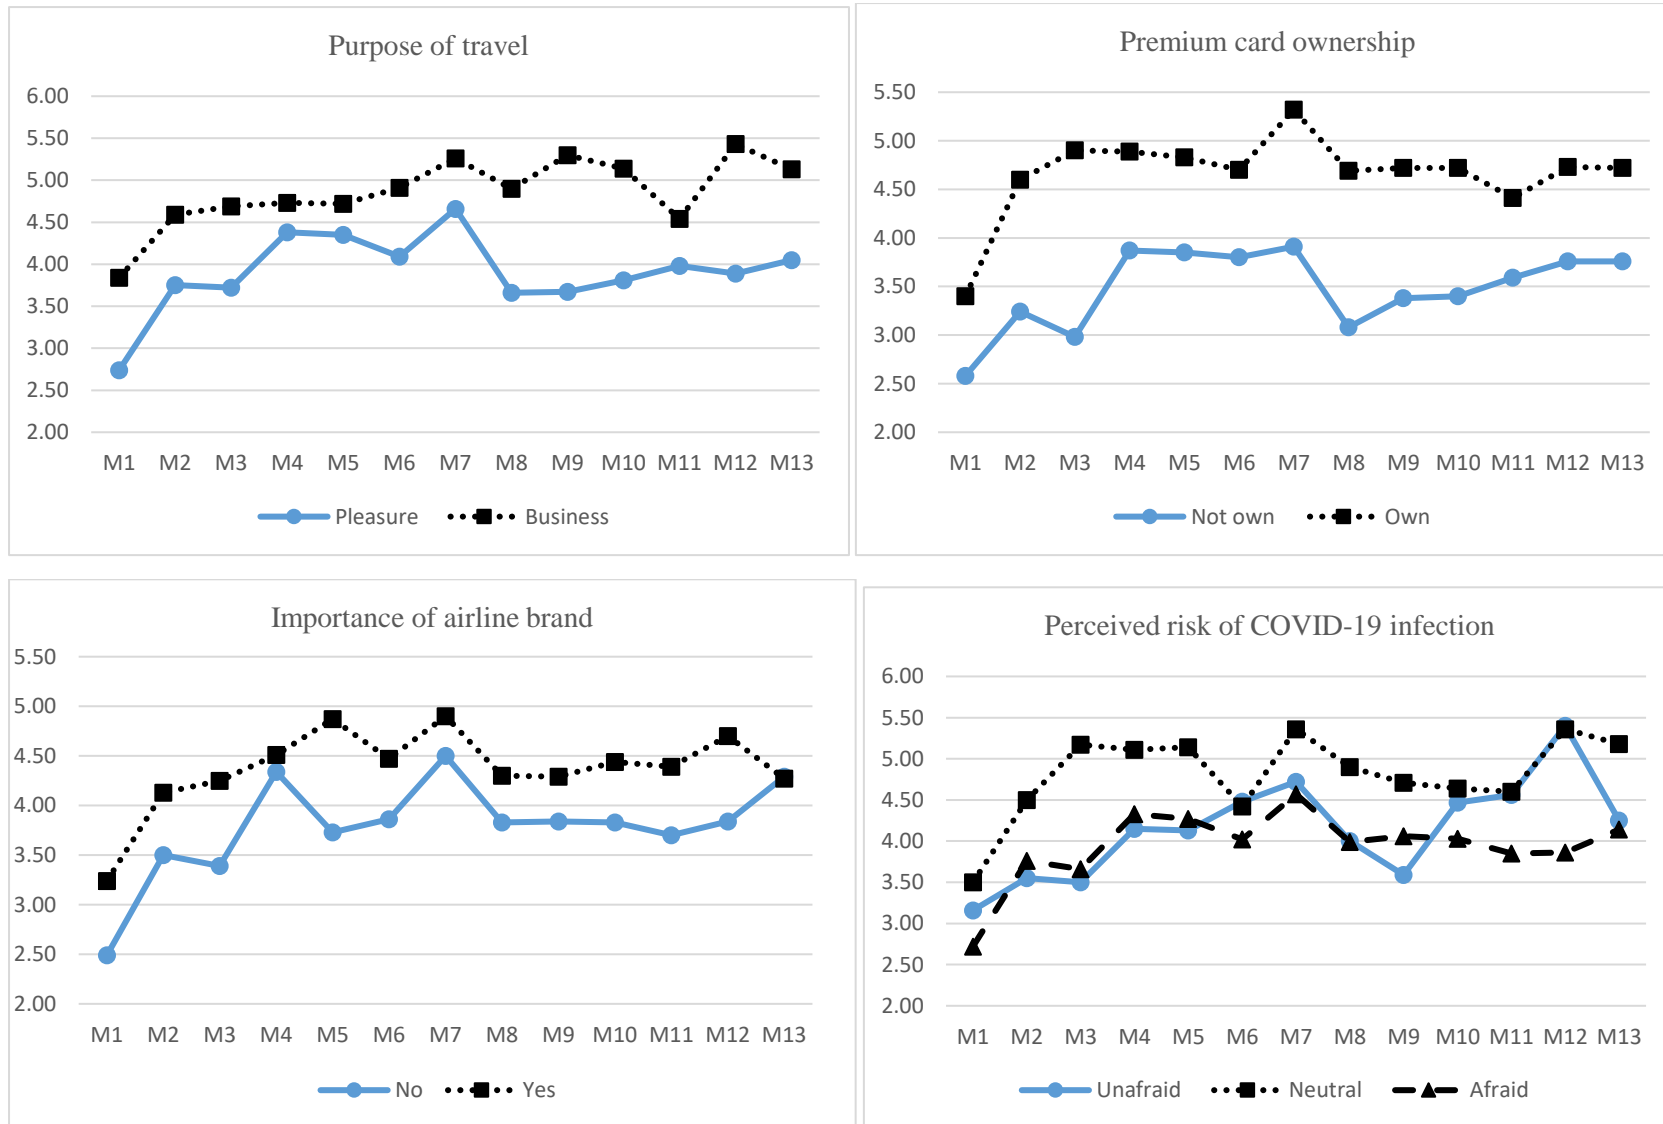 Purpose of travel
6.00
5.50
5.00
4.50
4.00
3.50
3.00
2.50
2.00
M1 M2 M3 M4 M5 M6 M7 M8 M9 M10 M11 M12 M13
Pleasure Business
Premium card ownership
5.50
5.00
4.50
4.00
3.50
3.00
2.50
2.00
M1 M2 M3 M4 M5 M6 M7 M8 M9 M10 M11 M12 M13
Not own Own
Importance of airline brand
5.50
5.00
4.50
4.00
3.50
3.00
2.50
2.00
M1 M2 M3 M4 M5 M6 M7 M8 M9 M10 M11 M12 M13
No Yes
Perceived risk of COVID-19 infection
6.00
5.50
5.00
4.50
4.00
3.50
3.00
2.50
2.00
M1 M2 M3 M4 M5 M6 M7 M8 M9 M10 M11 M12 M13
Unafraid Neutral Afraid